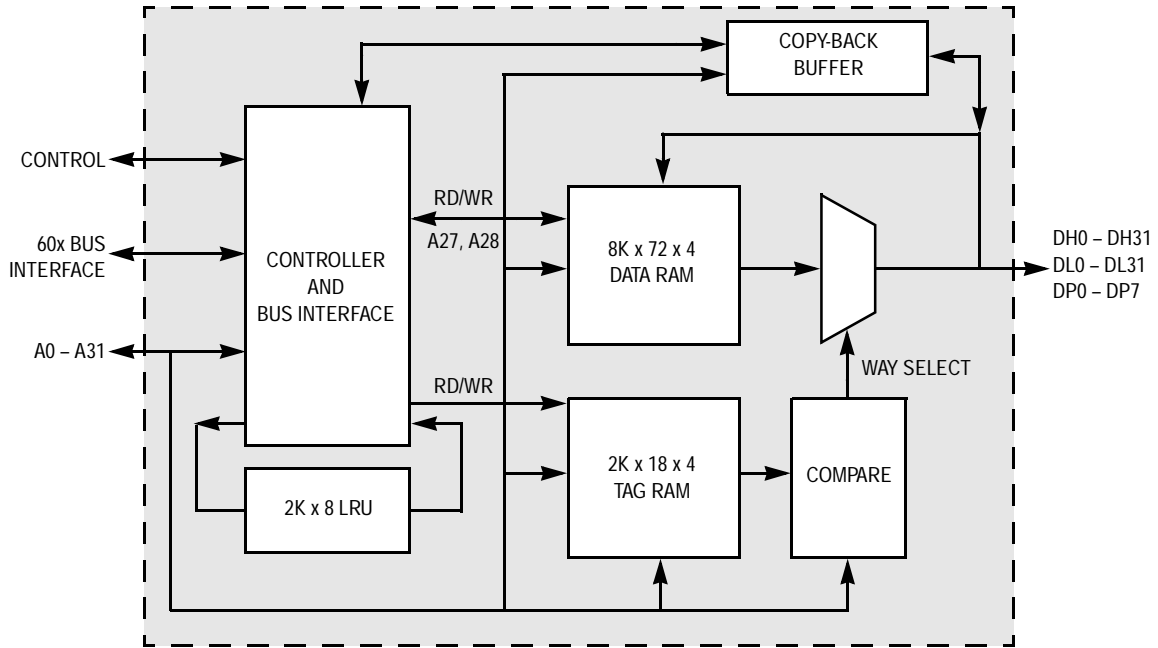 COPY-BACK
BUFFER
CONTROL
60x BUS
INTERFACE
A0 – A31
CONTROLLER
AND
BUS INTERFACE
RD/WR
A27, A28
8K x 72 x 4
DATA RAM
DH0 – DH31
DL0 – DL31
DP0 – DP7
WAY SELECT
RD/WR
2K x 18 x 4
TAG RAM
COMPARE
2K x 8 LRU